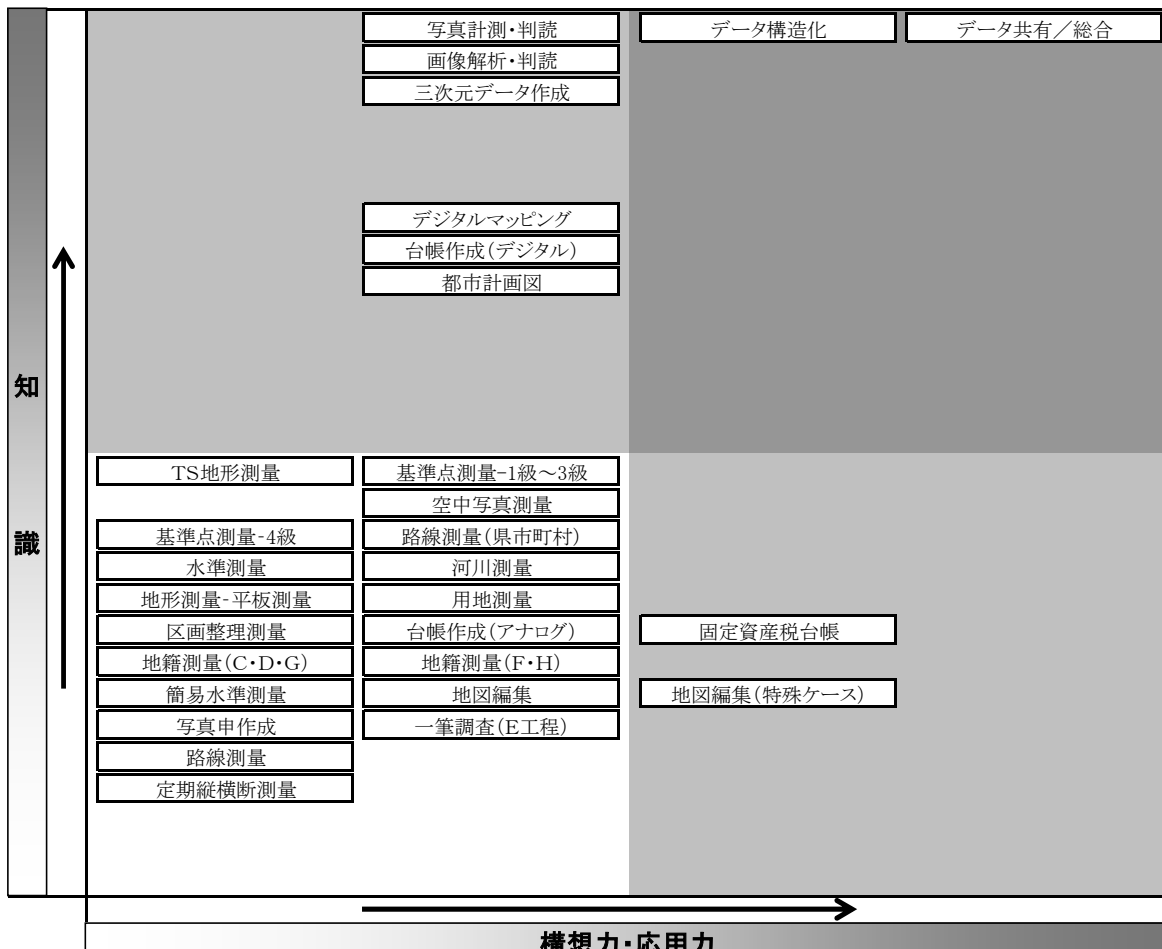 写真計測・判読 データ構造化 データ共有／総合
画像解析・判読
三次元データ作成
デジタルマッピング
台帳作成(デジタル)
都市計画図
知
識
TS地形測量 基準点測量-1級～3級
空中写真測量
基準点測量-4級 路線測量(県市町村)
水準測量 河川測量
地形測量-平板測量 用地測量
区画整理測量 台帳作成(アナログ) 固定資産税台帳
地籍測量(C・D・G) 地籍測量(F・H)
簡易水準測量 地図編集 地図編集(特殊ケース)
写真申作成 一筆調査(E工程)
路線測量
定期縦横断測量
構想力・応用力